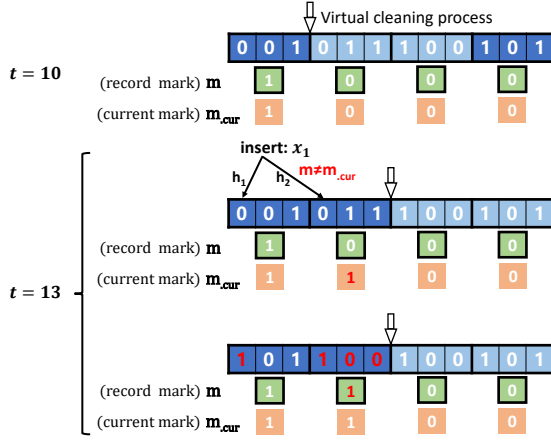 Virtual cleaning process
0 0 1 0 1 1 1 0 0 1 0 1
t = 10
(record mark) m 1 0 0 0
(current mark) m.cur 1 0 0 0
insert: x1
h1 h2 m≠m.cur
0 0 1 0 1 1 1 0 0 1 0 1
(record mark) m 1 0 0 0
(current mark) m.cur 1 1 0 0
t = 13
1 0 1 1 0 0 1 0 0 1 0 1
(record mark) m 1 1 0 0
(current mark) m.cur 1 1 0 0